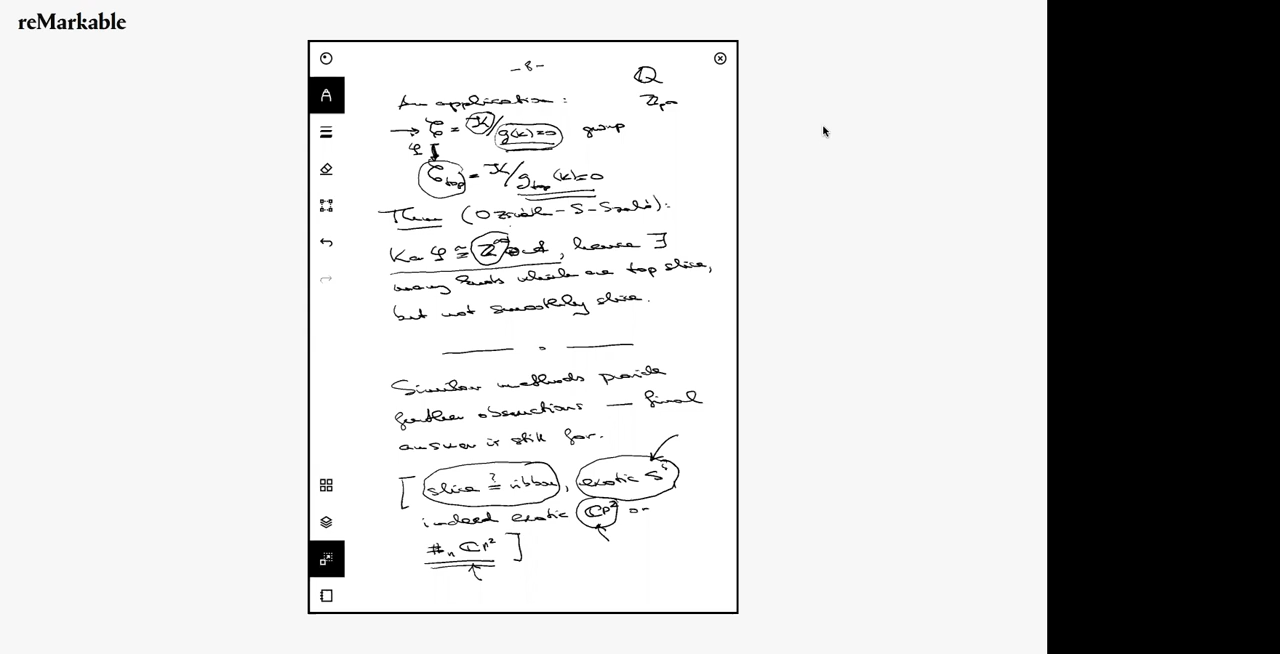 reMarkable
-8-
Q
An application:
Z_p∞
→ C = K/g(K)=0 group
φ ↓
C_top = K/g_top(K)=0
Thm (Ozsváth-S-Szabó):
Ker φ ≅ Z^∞ ⊕ A, hence ∃
many knots which are top slice,
but not smoothly slice.
Similar methods provide
further obstructions — final
answer is still far.
[slice ?= ribbon, exotic S⁴
indeed exotic CP² or
#_n CP²]